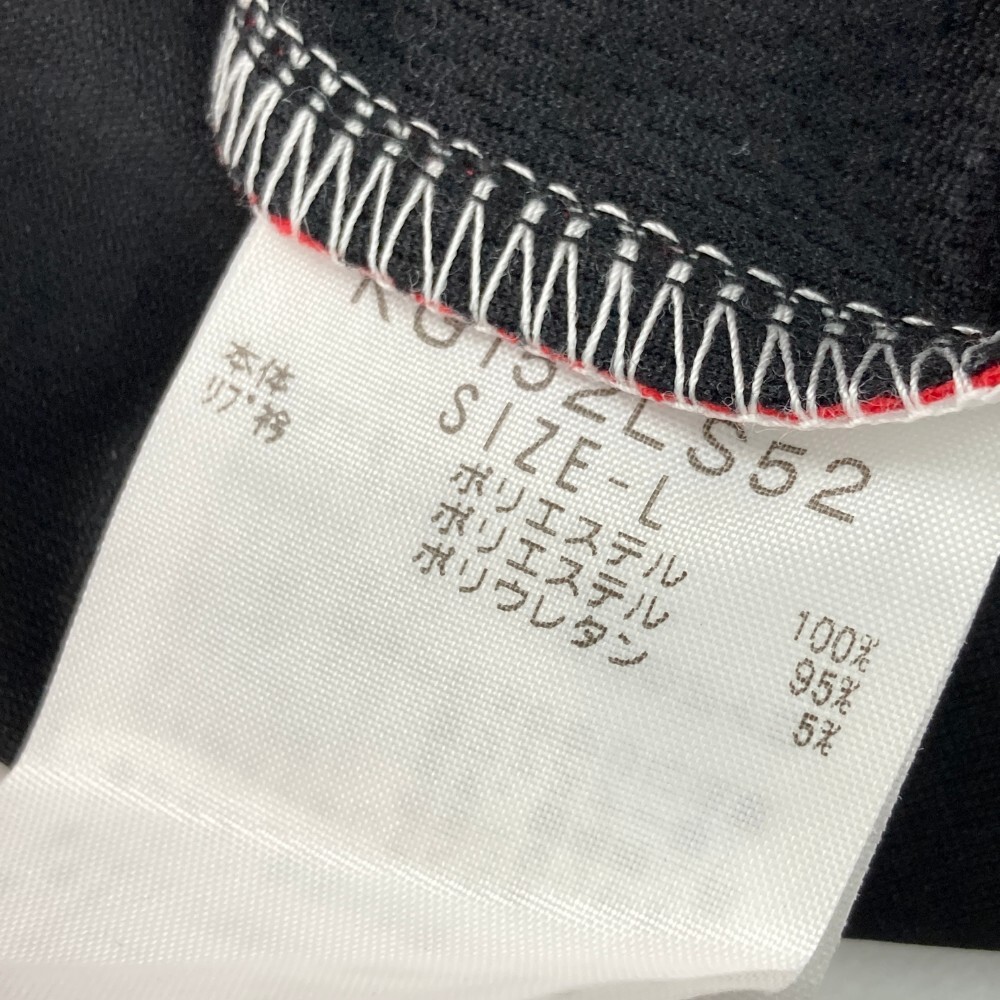 KG152LS52
SIZE-L
本体 ポリエステル 100%
リブ・衿 ポリエステル 95%
ポリウレタン 5%